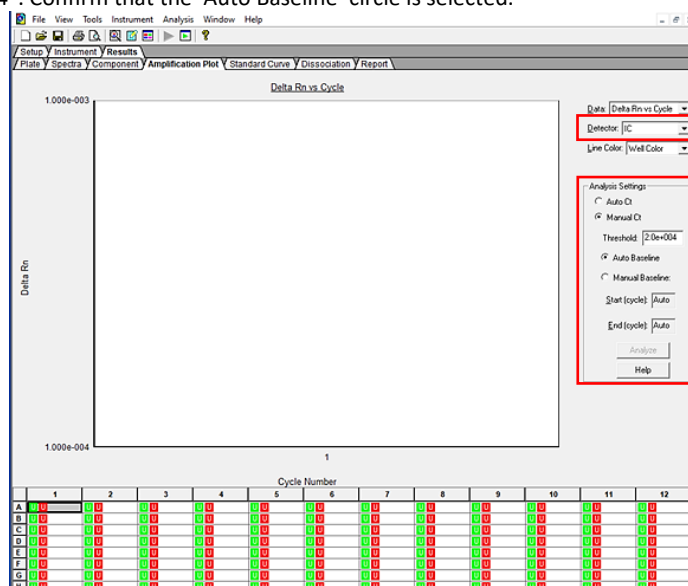 4 . Confirm that the Auto Baseline circle is selected.
File View Tools Instrument Analysis Window Help
Setup Instrument Results
Plate Spectra Component Amplification Plot Standard Curve Dissociation Report
Delta Rn vs Cycle
1.000e-003
Data: Delta Rn vs Cycle
Detector: IC
Line Color: Well Color
Analysis Settings
Auto Ct
Manual Ct
Threshold: 2.0e+004
Auto Baseline
Manual Baseline:
Start (cycle): Auto
End (cycle): Auto
Analyze
Help
Delta Rn
1.000e-004
1
Cycle Number
1 2 3 4 5 6 7 8 9 10 11 12
A U U U U U U U U U U U U U U U U U U U U U U U U
B U U U U U U U U U U U U U U U U U U U U U U U U
C U U U U U U U U U U U U U U U U U U U U U U U U
D U U U U U U U U U U U U U U U U U U U U U U U U
E U U U U U U U U U U U U U U U U U U U U U U U U
F U U U U U U U U U U U U U U U U U U U U U U U U
G U U U U U U U U U U U U U U U U U U U U U U U U